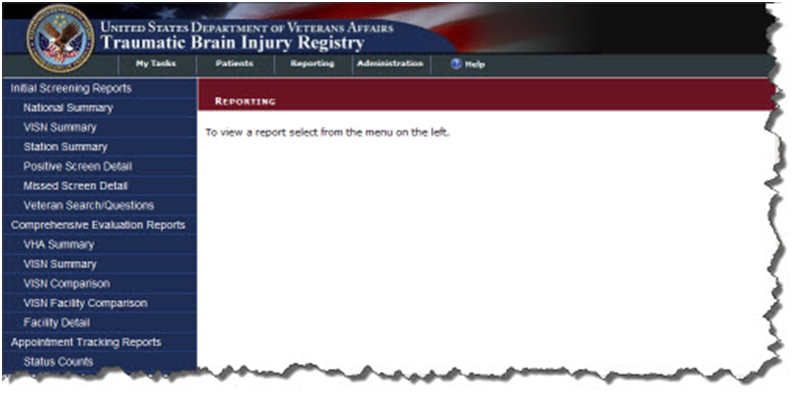 UNITED STATES DEPARTMENT OF VETERANS AFFAIRS
Traumatic Brain Injury Registry
My Tasks Patients Reporting Administration Help
Initial Screening Reports
National Summary
VISN Summary
Station Summary
Positive Screen Detail
Missed Screen Detail
Veteran Search/Questions
Comprehensive Evaluation Reports
VHA Summary
VISN Summary
VISN Comparison
VISN Facility Comparison
Facility Detail
Appointment Tracking Reports
Status Counts
REPORTING
To view a report select from the menu on the left.